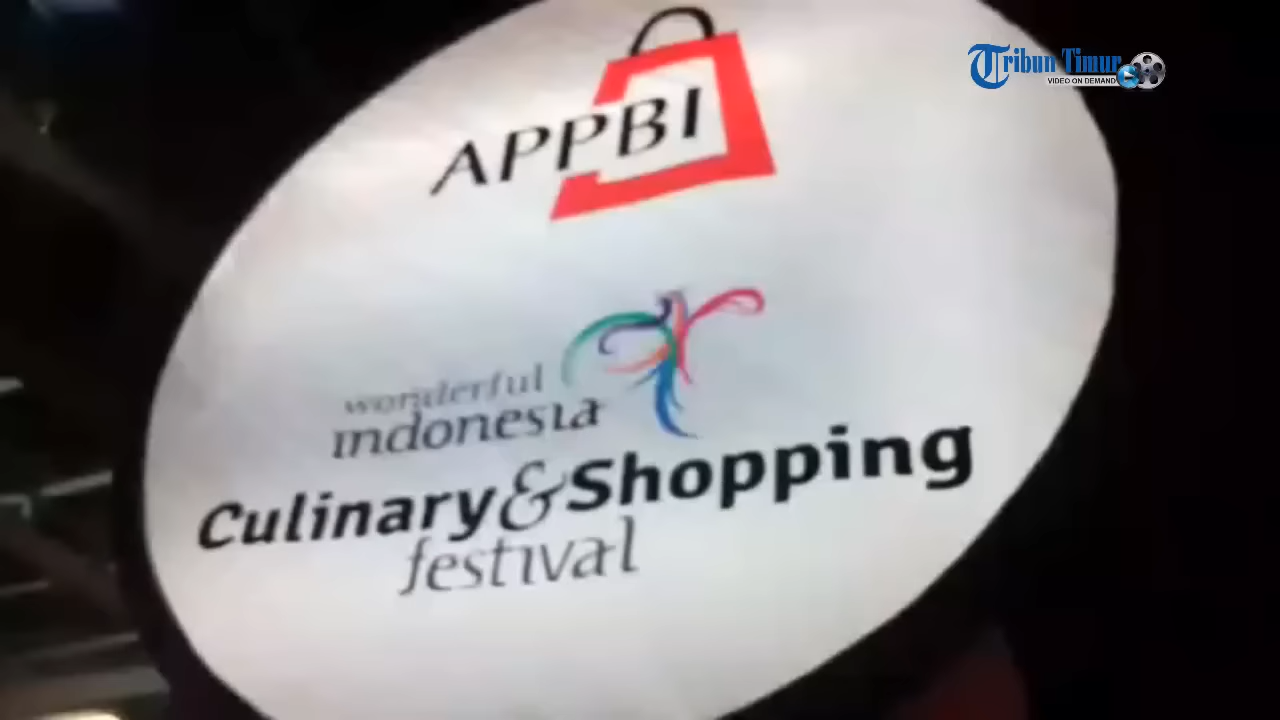 Tribun Timur
VIDEO ON DEMAND
APPBI
wonderful
indonesia
Culinary & Shopping
festival